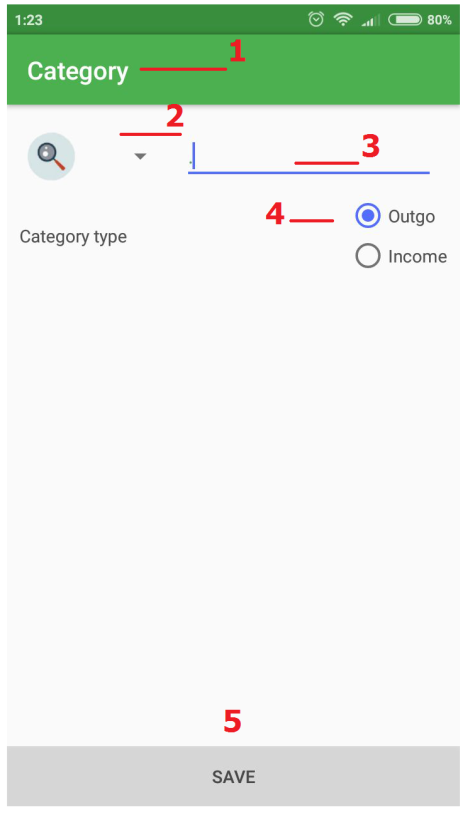 1:23 80%
Category 1
2
3
.
4 Outgo
Category type
Income
5
SAVE